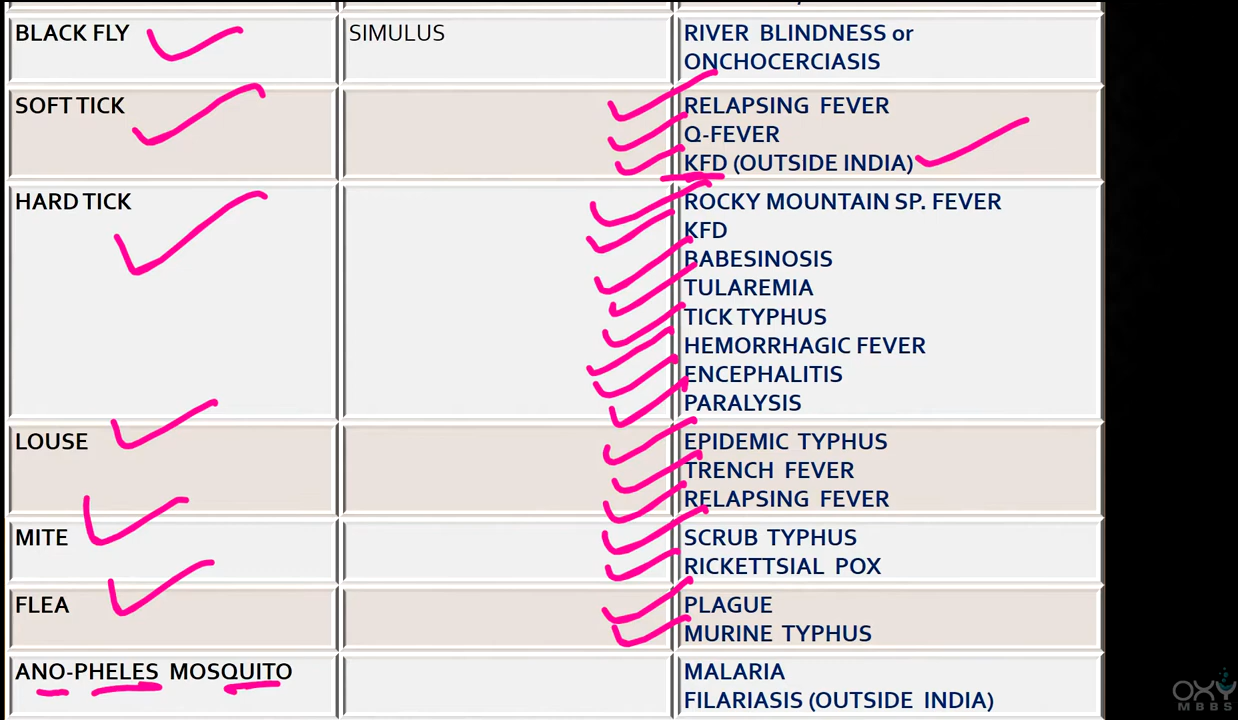 BLACK FLY
SIMULUS
RIVER BLINDNESS or
ONCHOCERCIASIS
SOFT TICK
RELAPSING FEVER
Q-FEVER
KFD (OUTSIDE INDIA)
HARD TICK
ROCKY MOUNTAIN SP. FEVER
KFD
BABESINOSIS
TULAREMIA
TICK TYPHUS
HEMORRHAGIC FEVER
ENCEPHALITIS
PARALYSIS
LOUSE
EPIDEMIC TYPHUS
TRENCH FEVER
RELAPSING FEVER
MITE
SCRUB TYPHUS
RICKETTSIAL POX
FLEA
PLAGUE
MURINE TYPHUS
ANO-PHELES MOSQUITO
MALARIA
FILARIASIS (OUTSIDE INDIA)
OXY
MBBS